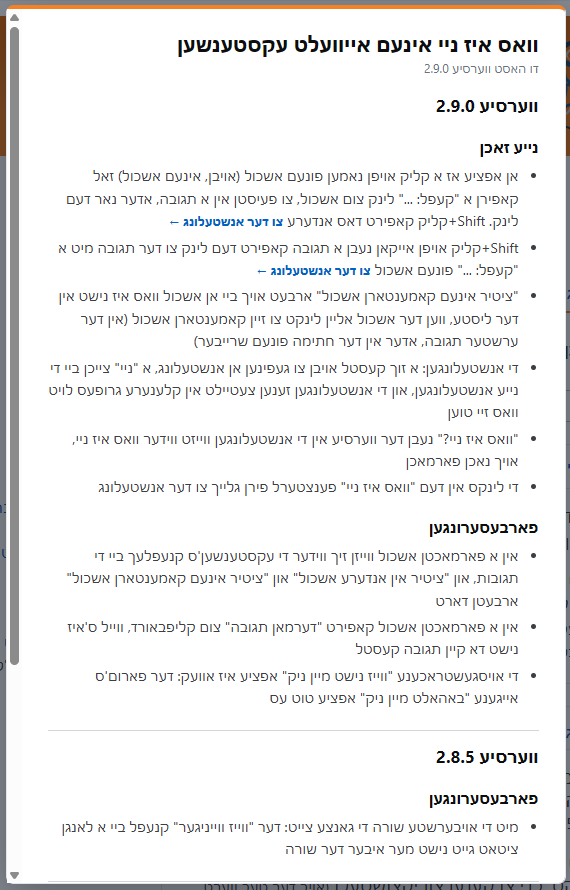 וואס איז ניי אינעם אייוועלט עקסטענשען
דו האסט ווערסיע 2.9.0
ווערסיע 2.9.0
נייע זאכן
אן אפציע אז א קליק אויפן נאמען פונעם אשכול (אויבן, אינעם אשכול) זאל
קאפירן א "קעפל: ..." לינק צום אשכול, צו פעיסטן אין א תגובה, אדער נאר דעם
לינק. Shift+קליק קאפירט דאס אנדערע צו דער אנשטעלונג ←
Shift+קליק אויפן אייקאן נעבן א תגובה קאפירט דעם לינק צו דער תגובה מיט א
"קעפל: ..." פונעם אשכול צו דער אנשטעלונג ←
"ציטיר אינעם קאמענטארן אשכול" ארבעט אויך ביי אן אשכול וואס איז נישט אין
דער ליסטע, ווען דער אשכול אליין לינקט צו זיין קאמענטארן אשכול (אין דער
ערשטער תגובה, אדער אין דער חתימה פונעם שרייבער)
די אנשטעלונגען: א זוך קעסטל אויבן צו געפינען אן אנשטעלונג, א "ניי" צייכן ביי די
נייע אנשטעלונגען, און די אנשטעלונגען זענען צעטיילט אין קלענערע גרופעס לויט
וואס זיי טוען
"וואס איז ניי?" נעבן דער ווערסיע אין די אנשטעלונגען ווייזט ווידער וואס איז ניי,
אויך נאכן פארמאכן
די לינקס אין דעם "וואס איז ניי" פענצטערל פירן גלייך צו דער אנשטעלונג
פארבעסערונגען
אין א פארמאכטן אשכול ווייזן זיך ווידער די עקסטענשען'ס קנעפלעך ביי די
תגובות, און "ציטיר אין אנדערע אשכול" און "ציטיר אינעם קאמענטארן אשכול"
ארבעטן דארט
אין א פארמאכטן אשכול קאפירט "דערמאן תגובה" צום קליפבאורד, ווייל ס'איז
נישט דא קיין תגובה קעסטל
די אויסגעשטראכענע "ווייז נישט מיין ניק" אפציע איז אוועק: דער פארום'ס
אייגענע "באהאלט מיין ניק" אפציע טוט עס
ווערסיע 2.8.5
פארבעסערונגען
מיט די אויבערשטע שורה די גאנצע צייט: דער "ווייז ווייניגער" קנעפל ביי א לאנגן
ציטאט גייט נישט מער איבער דער שורה